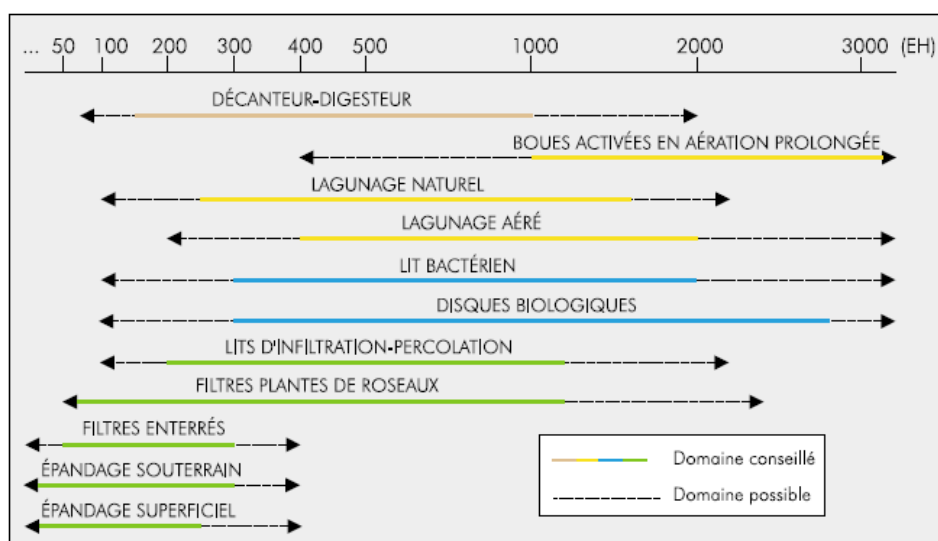 ... 50 100 200 300 400 500 1000 2000 3000 (EH)
DÉCANTEUR-DIGESTEUR
BOUES ACTIVÉES EN AÉRATION PROLONGÉE
LAGUNAGE NATUREL
LAGUNAGE AÉRÉ
LIT BACTÉRIEN
DISQUES BIOLOGIQUES
LITS D'INFILTRATION-PERCOLATION
FILTRES PLANTES DE ROSEAUX
FILTRES ENTERRÉS
ÉPANDAGE SOUTERRAIN
ÉPANDAGE SUPERFICIEL
Domaine conseillé
Domaine possible